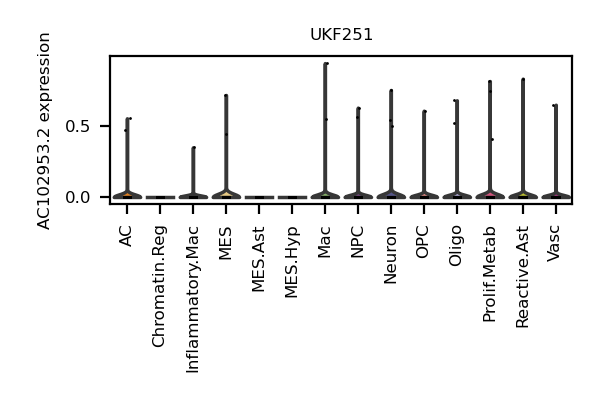 UKF251
AC102953.2 expression
0.5
0.0
AC
Chromatin.Reg
Inflammatory.Mac
MES
MES.Ast
MES.Hyp
Mac
NPC
Neuron
OPC
Oligo
Prolif.Metab
Reactive.Ast
Vasc